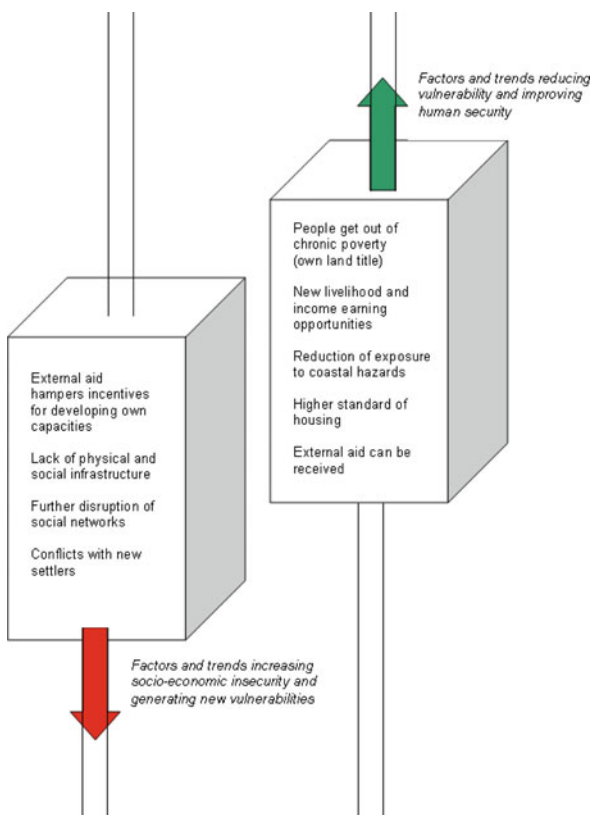 Factors and trends reducing
vulnerability and improving
human security
People get out of
chronic poverty
(own land title)
New livelihood and
income earning
opportunities
Reduction of exposure
to coastal hazards
Higher standard of
housing
External aid can be
received
External aid
hampers incentives
for developing own
capacities
Lack of physical and
social infrastructure
Further disruption of
social networks
Conflicts with new
settlers
Factors and trends increasing
socio-economic insecurity and
generating new vulnerabilities